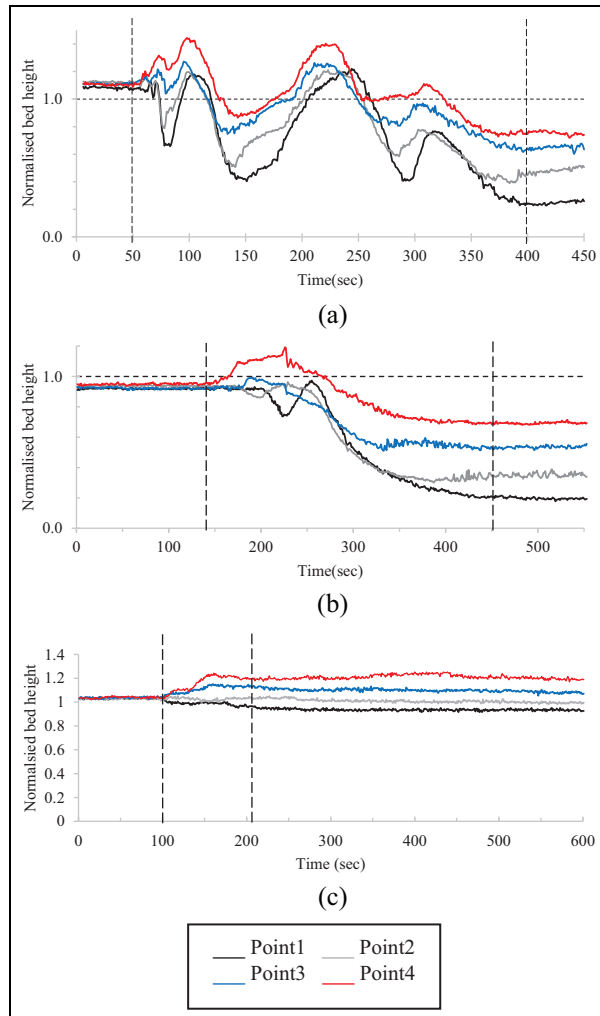 Normalised bed height
1.0
0.0
0 50 100 150 200 250 300 350 400 450
Time(sec)
(a)
Normalised bed height
1.0
0.0
0 100 200 300 400 500
Time(sec)
(b)
Normalsied bed height
1.4
1.2
1
0.8
0.6
0.4
0.2
0
0 100 200 300 400 500 600
Time (sec)
(c)
Point1 Point2
Point3 Point4